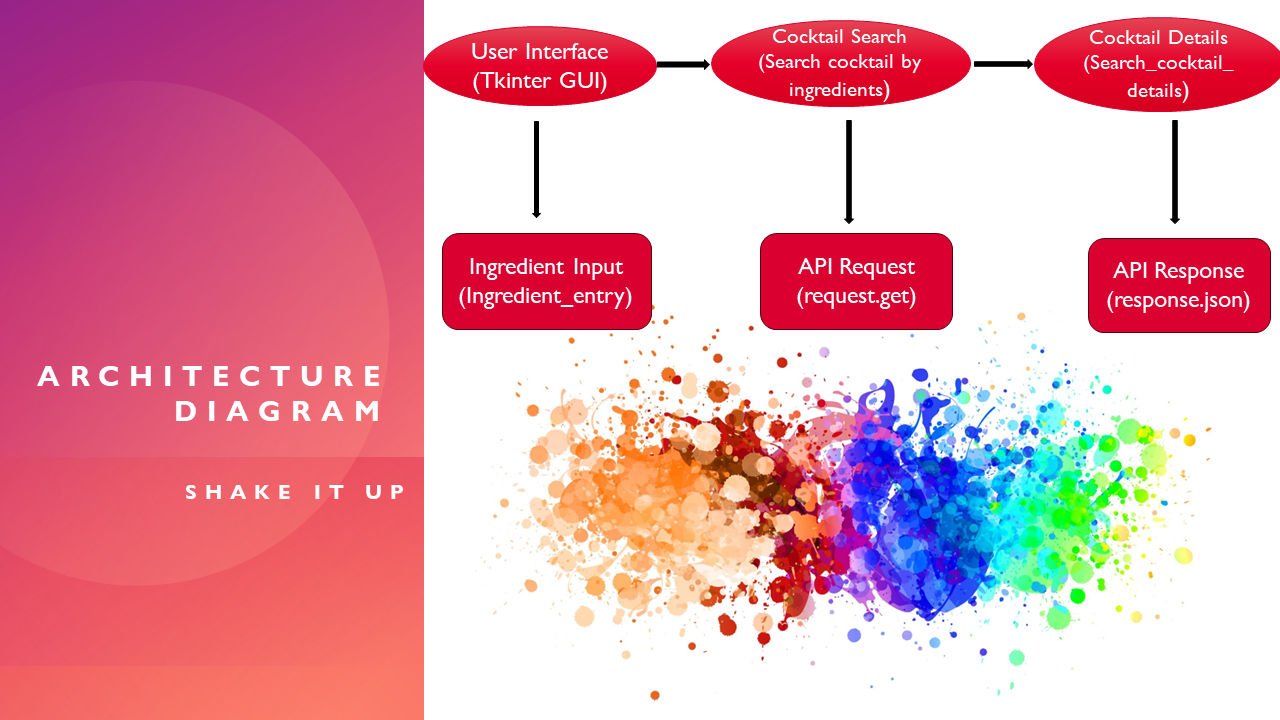 ARCHITECTURE
DIAGRAM
SHAKE IT UP
User Interface
(Tkinter GUI)
Cocktail Search
(Search cocktail by
ingredients)
Cocktail Details
(Search_cocktail_
details)
Ingredient Input
(Ingredient_entry)
API Request
(request.get)
API Response
(response.json)